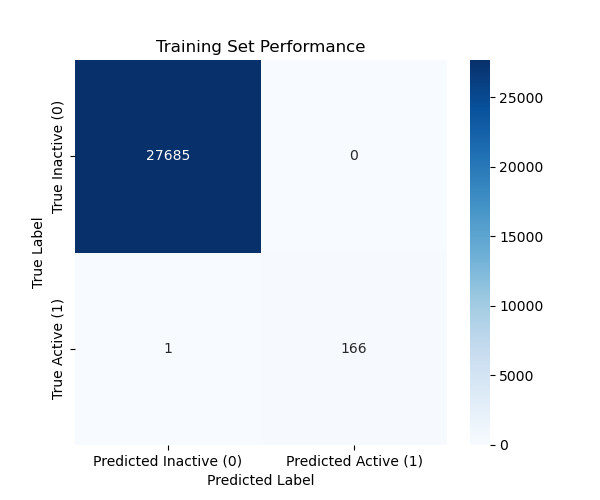 Training Set Performance
True Label
True Inactive (0)
True Active (1)
27685
0
1
166
Predicted Inactive (0)
Predicted Active (1)
Predicted Label
25000
20000
15000
10000
5000
0